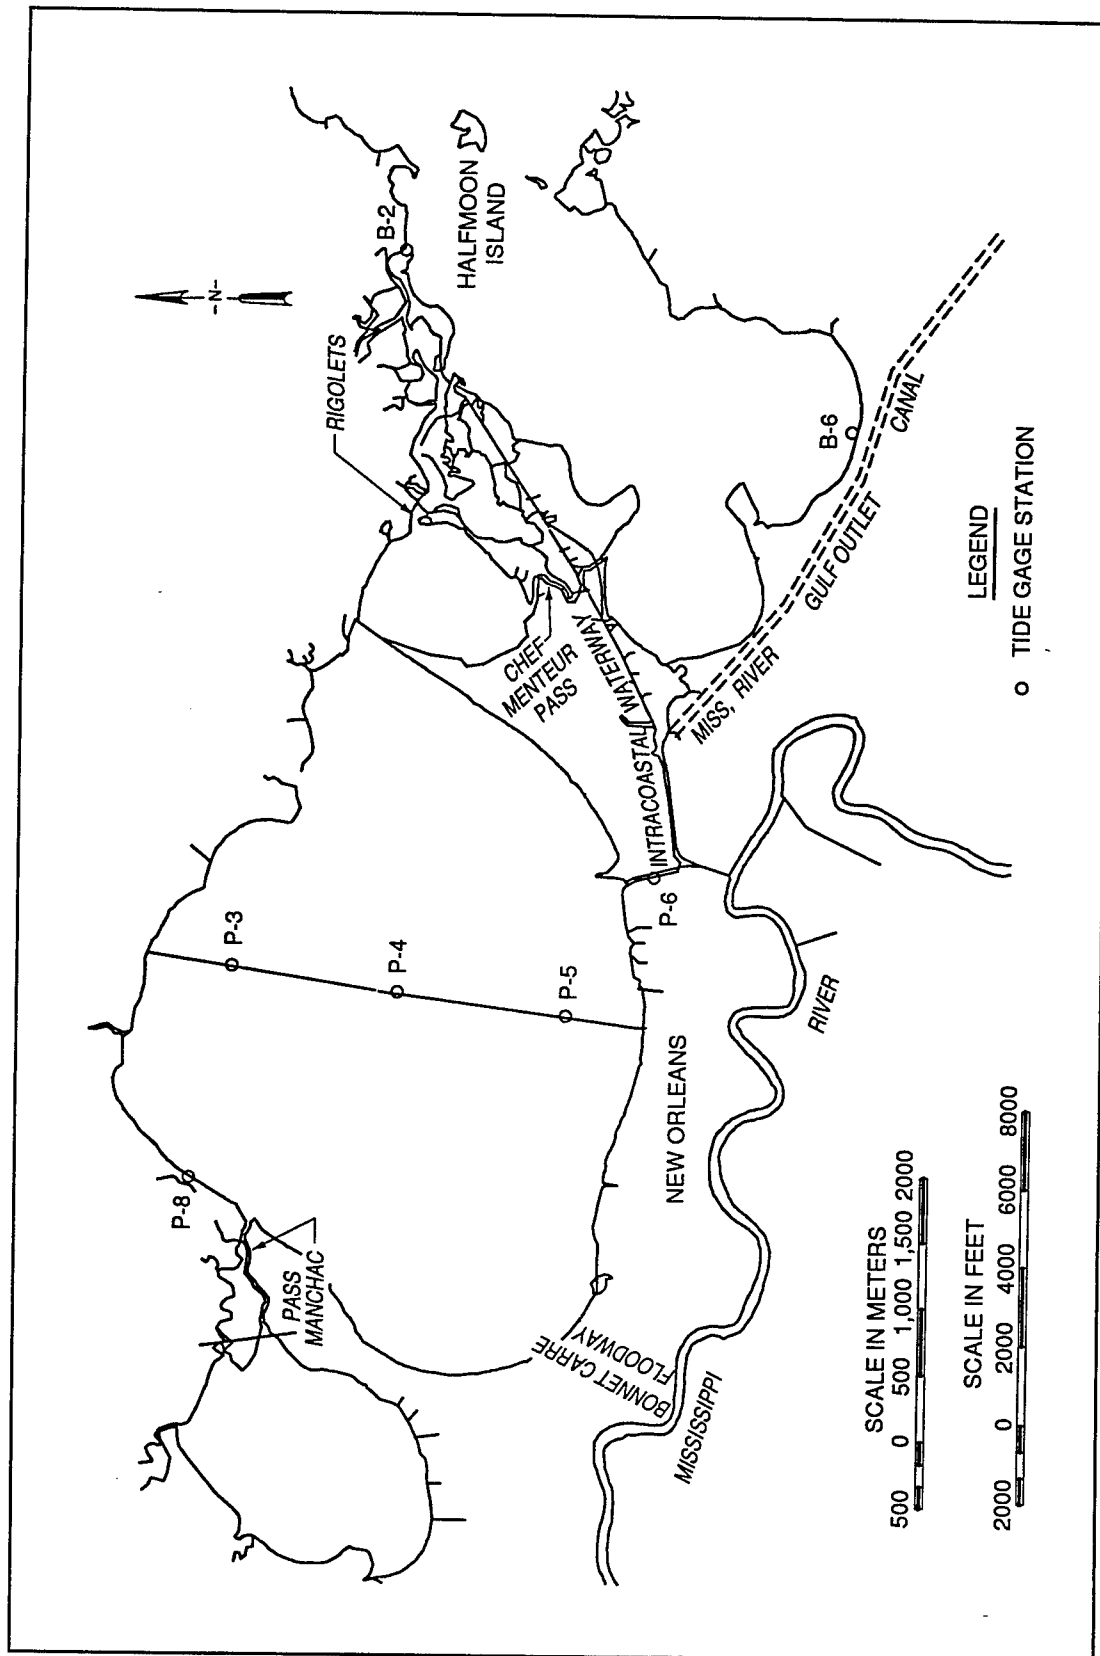 -N-
RIGOLETS
B-2
HALFMOON
ISLAND
P-3
P-8
P-4
PASS
MANCHAC
P-5
CHEF
MENTEUR
PASS
INTRACOASTAL WATERWAY
P-6
B-6
BONNET CARRE
FLOODWAY
NEW ORLEANS
MISS, RIVER
GULF OUTLET
CANAL
MISSISSIPPI
RIVER
LEGEND
TIDE GAGE STATION
SCALE IN METERS
500 0 500 1,000 1,500 2000
SCALE IN FEET
2000 0 2000 4000 6000 8000